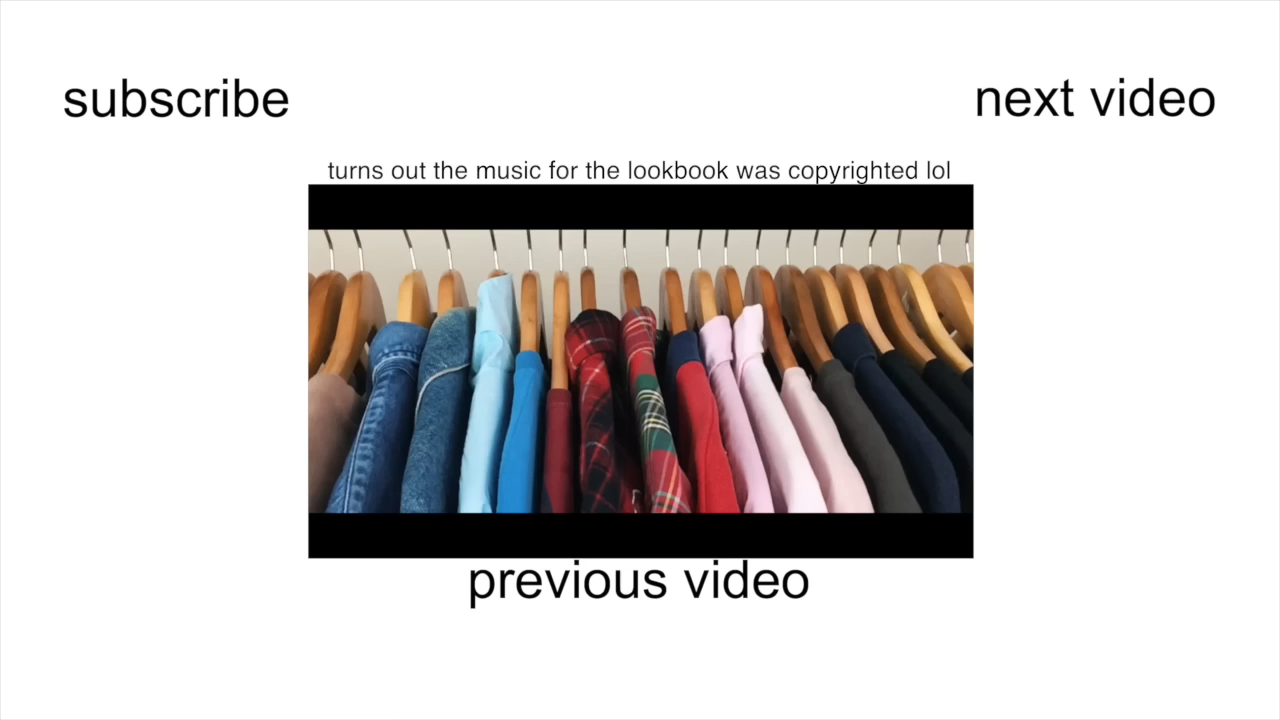 subscribe
next video
turns out the music for the lookbook was copyrighted lol
previous video